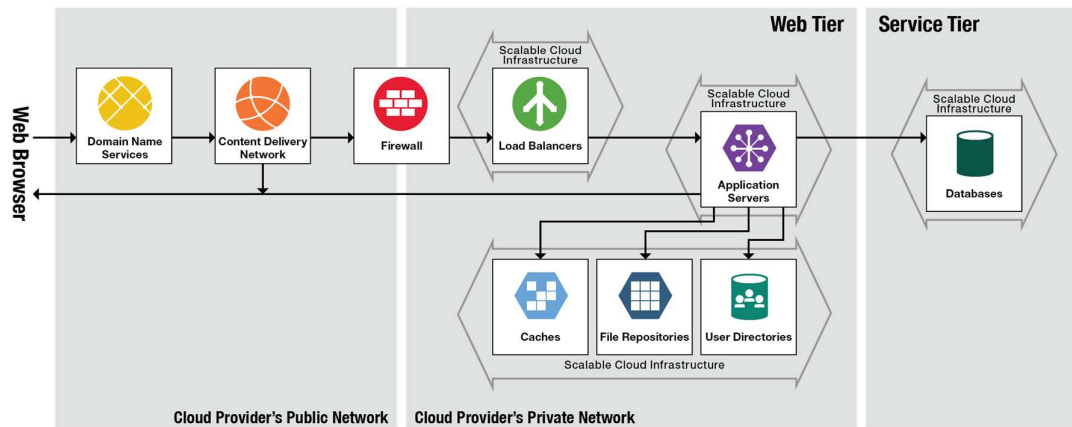 Web Tier
Service Tier
Scalable Cloud
Infrastructure
Scalable Cloud
Infrastructure
Scalable Cloud
Infrastructure
Web Browser
Domain Name
Services
Content Delivery
Network
Firewall
Load Balancers
Application
Servers
Databases
Caches
File Repositories
User Directories
Scalable Cloud Infrastructure
Cloud Provider's Public Network
Cloud Provider's Private Network